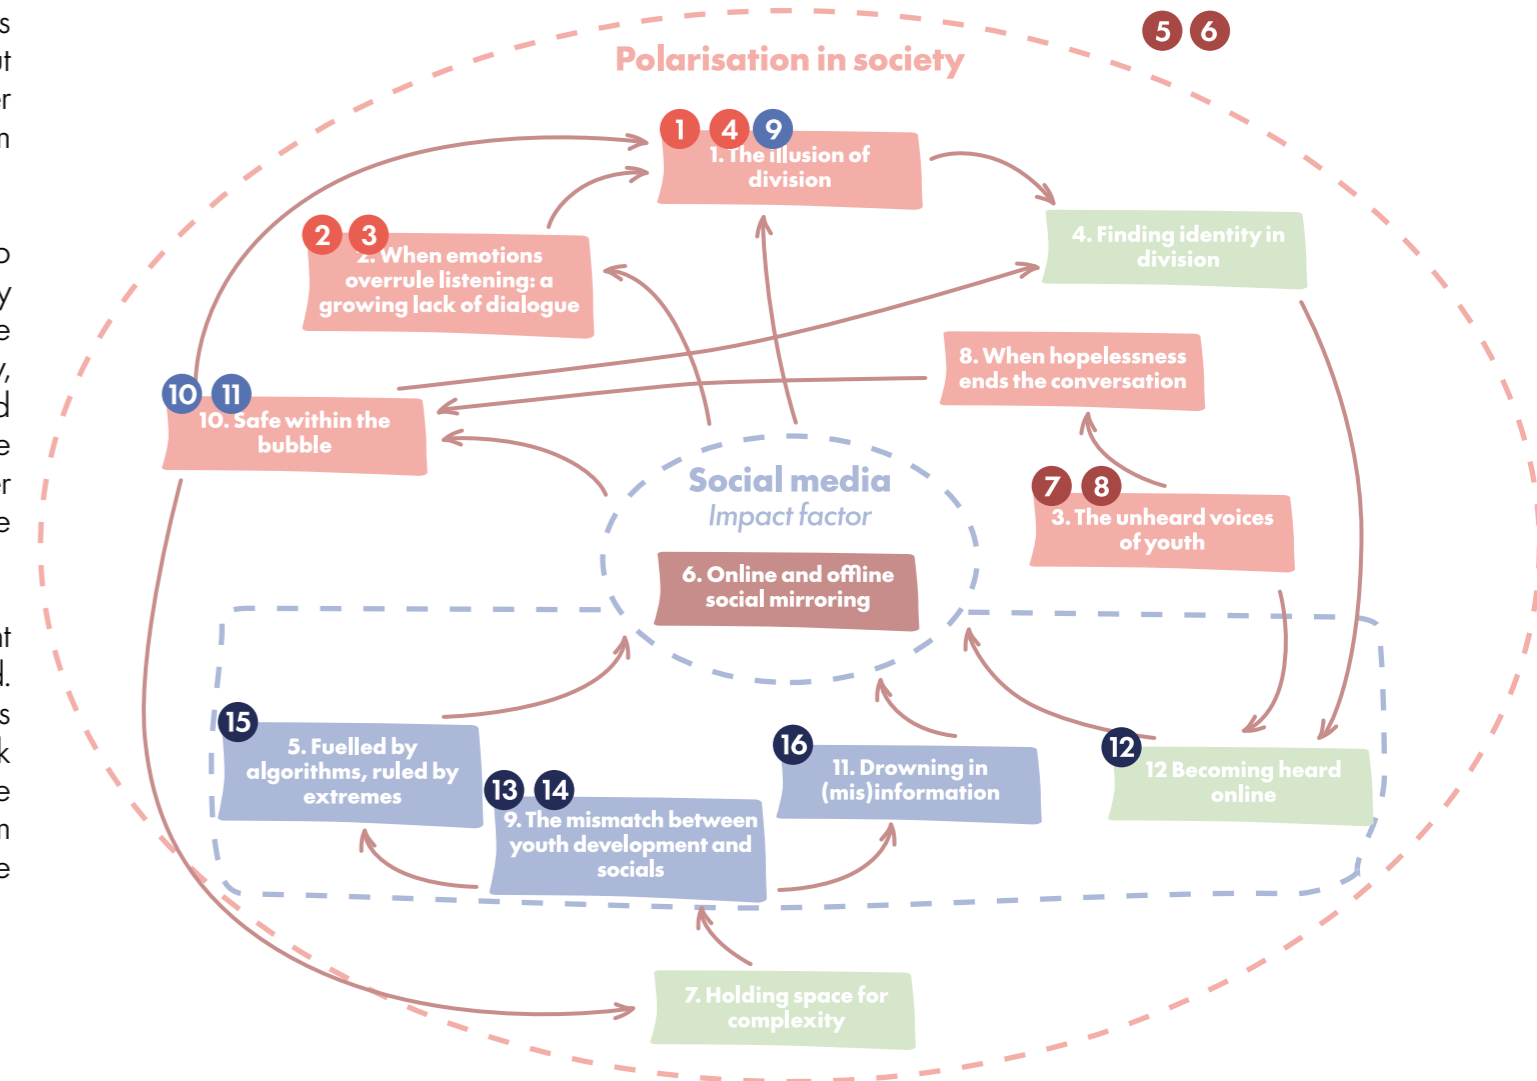 Polarisation in society
5 6
1 4 9
1. The illusion of
division
2 3
2. When emotions
overrule listening: a
growing lack of dialogue
4. Finding identity in
division
8. When hopelessness
ends the conversation
10 11
10. Safe within the
bubble
Social media
Impact factor
6. Online and offline
social mirroring
7 8
3. The unheard voices
of youth
15
5. Fuelled by
algorithms, ruled by
extremes
13 14
9. The mismatch between
youth development and
socials
16
11. Drowning in
(mis)information
12
12 Becoming heard
online
7. Holding space for
complexity